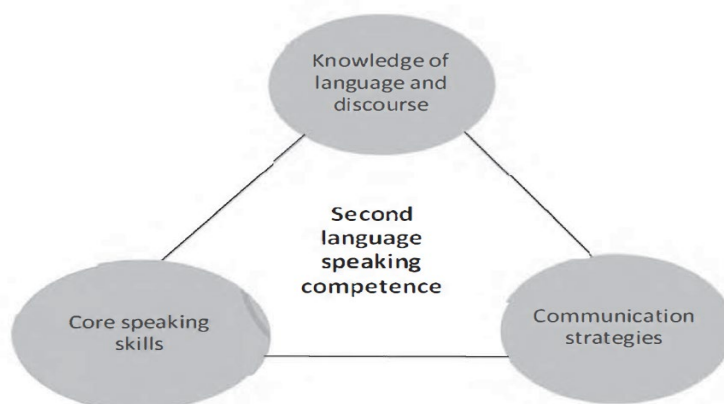 Knowledge of
language and
discourse
Second
language
speaking
competence
Core speaking
skills
Communication
strategies